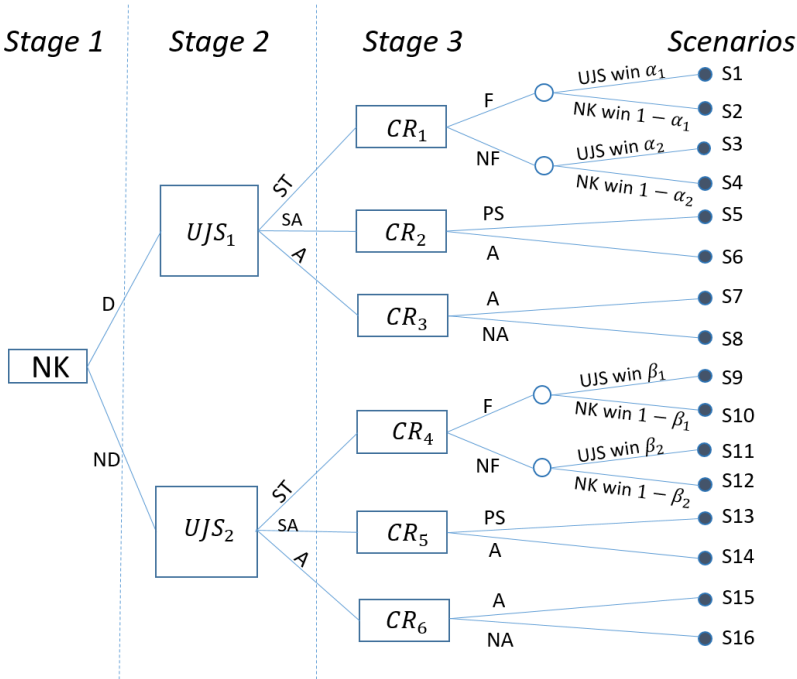 Stage 1 Stage 2 Stage 3 Scenarios
UJS win α₁ S1
F
NK win 1 − α₁ S2
CR₁
UJS win α₂ S3
NF
NK win 1 − α₂ S4
ST
UJS₁
SA
CR₂
PS S5
A S6
A
CR₃
A S7
NA S8
D
NK
ND
UJS win β₁ S9
F
NK win 1 − β₁ S10
CR₄
UJS win β₂ S11
NF
NK win 1 − β₂ S12
ST
UJS₂
SA
CR₅
PS S13
A S14
A
CR₆
A S15
NA S16